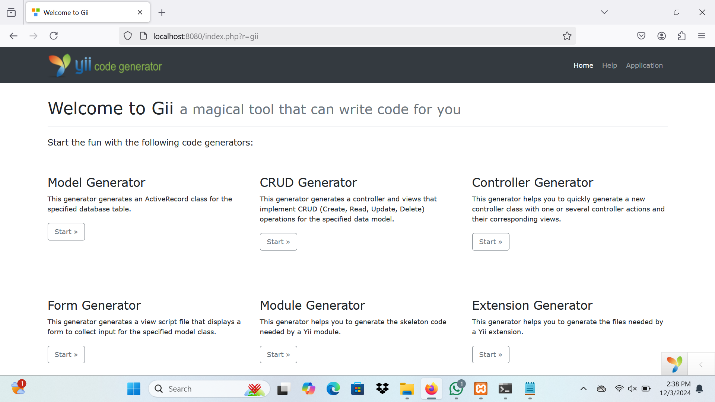 Welcome to Gii
localhost:8080/index.php?r=gii
yii code generator
Home Help Application
Welcome to Gii a magical tool that can write code for you
Start the fun with the following code generators:
Model Generator
This generator generates an ActiveRecord class for the
specified database table.
Start »
CRUD Generator
This generator generates a controller and views that
implement CRUD (Create, Read, Update, Delete)
operations for the specified data model.
Start »
Controller Generator
This generator helps you to quickly generate a new
controller class with one or several controller actions and
their corresponding views.
Start »
Form Generator
This generator generates a view script file that displays a
form to collect input for the specified model class.
Start »
Module Generator
This generator helps you to generate the skeleton code
needed by a Yii module.
Start »
Extension Generator
This generator helps you to generate the files needed by
a Yii extension.
Start »
1
Search
2:38 PM
12/3/2024